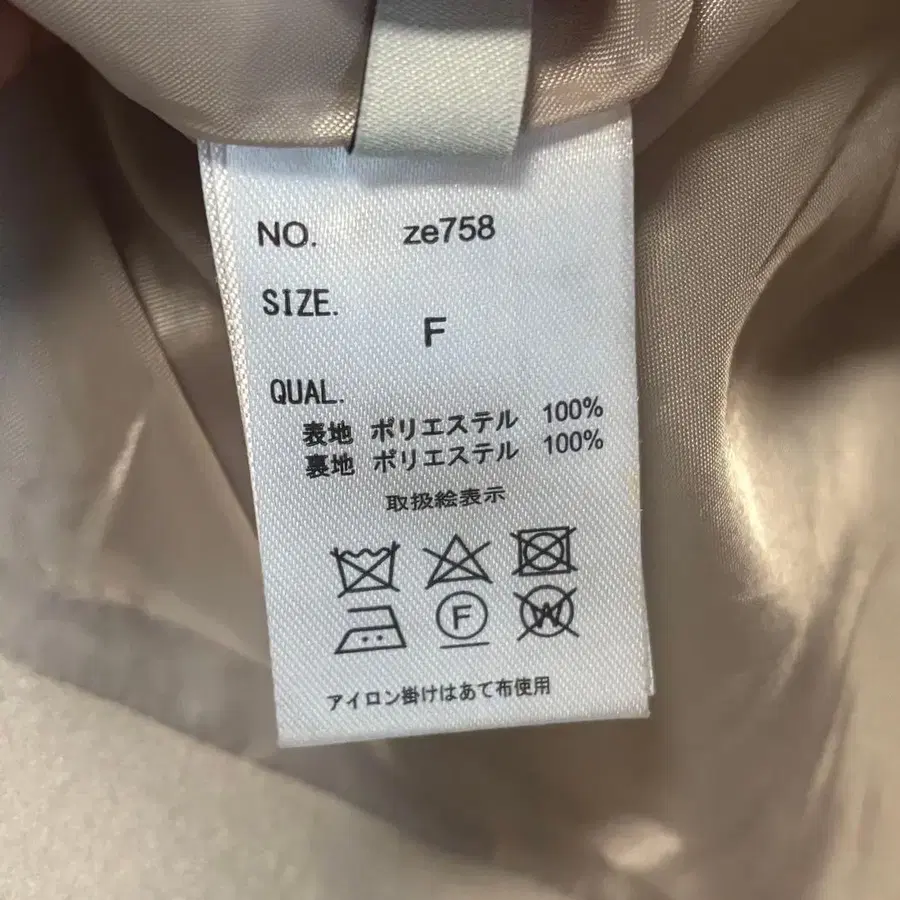 NO. ze758
SIZE.
F
QUAL.
表地 ポリエステル 100%
裏地 ポリエステル 100%
取扱絵表示
F W
アイロン掛けはあて布使用